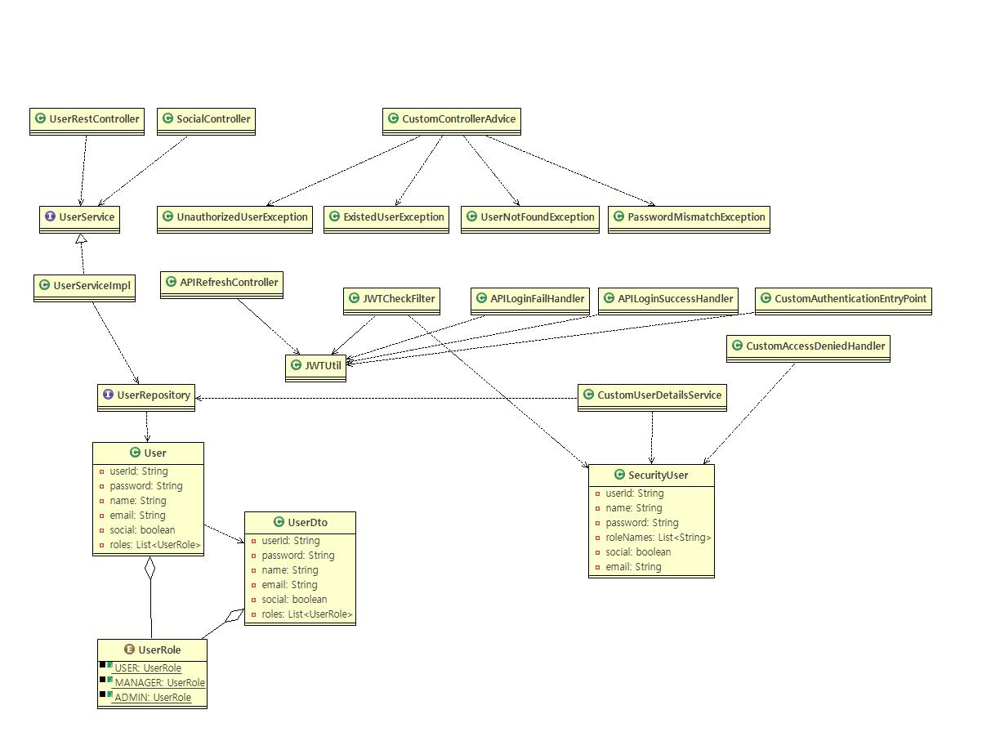 C UserRestController
C SocialController
C CustomControllerAdvice
I UserService
C UnauthorizedUserException
C ExistedUserException
C UserNotFoundException
C PasswordMismatchException
C UserServiceImpl
C APIRefreshController
C JWTCheckFilter
C APILoginFailHandler
C APILoginSuccessHandler
C CustomAuthenticationEntryPoint
C CustomAccessDeniedHandler
C JWTUtil
I UserRepository
C CustomUserDetailsService
C User
userId: String
password: String
name: String
email: String
social: boolean
roles: List<UserRole>
C UserDto
userId: String
password: String
name: String
email: String
social: boolean
roles: List<UserRole>
C SecurityUser
userId: String
name: String
password: String
roleNames: List<String>
social: boolean
email: String
E UserRole
USER: UserRole
MANAGER: UserRole
ADMIN: UserRole